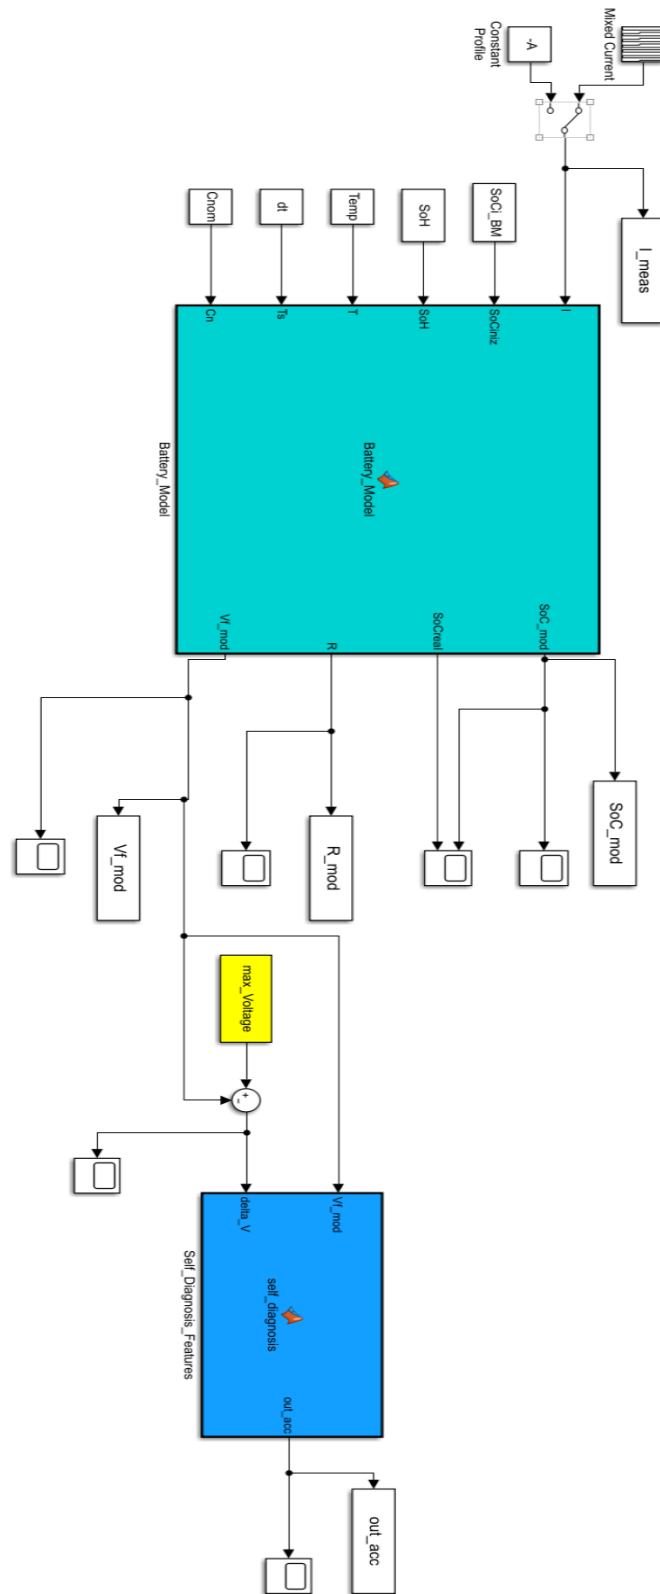 Mixed Current
-A
Constant
Profile
I_meas
SoCi_BM
SoH
Temp
dt
Cnom
I
SoCiniz
SoH
T
Ts
Cn
Battery_Model
SoC_mod
SoCreal
R
Vf_mod
Battery_Model
SoC_mod
R_mod
Vf_mod
max_Voltage
+
-
Vf_mod
delta_V
self_diagnosis
out_acc
Self_Diagnosis_Features
out_acc